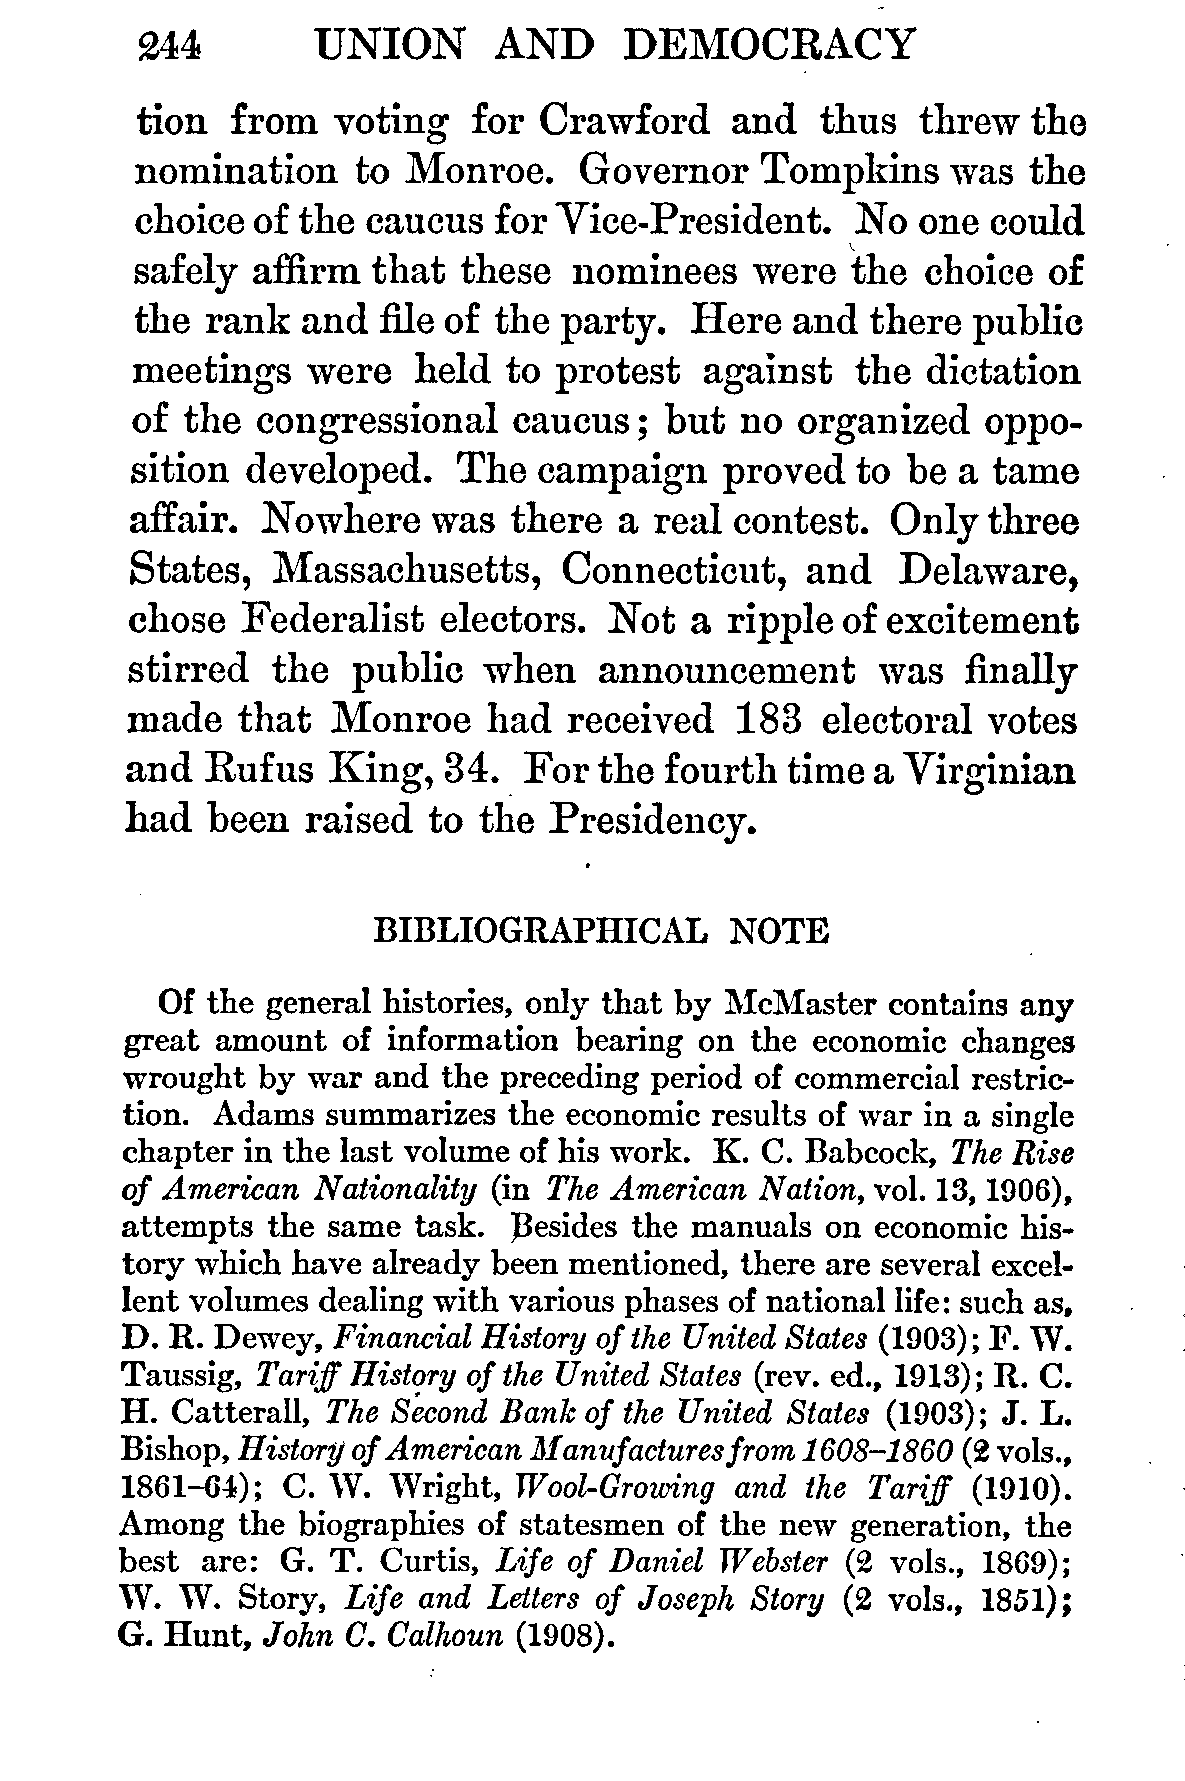 244 UNION AND DEMOCRACY
tion from voting for Crawford and thus threw the
nomination to Monroe. Governor Tompkins was the
choice of the caucus for Vice-President. No one could
safely affirm that these nominees were the choice of
the rank and file of the party. Here and there public
meetings were held to protest against the dictation
of the congressional caucus; but no organized oppo-
sition developed. The campaign proved to be a tame
affair. Nowhere was there a real contest. Only three
States, Massachusetts, Connecticut, and Delaware,
chose Federalist electors. Not a ripple of excitement
stirred the public when announcement was finally
made that Monroe had received 183 electoral votes
and Rufus King, 34. For the fourth time a Virginian
had been raised to the Presidency.
BIBLIOGRAPHICAL NOTE
Of the general histories, only that by McMaster contains any
great amount of information bearing on the economic changes
wrought by war and the preceding period of commercial restric-
tion. Adams summarizes the economic results of war in a single
chapter in the last volume of his work. K. C. Babcock, The Rise
of American Nationality (in The American Nation, vol. 13, 1906),
attempts the same task. Besides the manuals on economic his-
tory which have already been mentioned, there are several excel-
lent volumes dealing with various phases of national life: such as,
D. R. Dewey, Financial History of the United States (1903); F. W.
Taussig, Tariff History of the United States (rev. ed., 1913); R. C.
H. Catterall, The Second Bank of the United States (1903); J. L.
Bishop, History of American Manufactures from 1608–1860 (2 vols.,
1861–64); C. W. Wright, Wool-Growing and the Tariff (1910).
Among the biographies of statesmen of the new generation, the
best are: G. T. Curtis, Life of Daniel Webster (2 vols., 1869);
W. W. Story, Life and Letters of Joseph Story (2 vols., 1851);
G. Hunt, John C. Calhoun (1908).